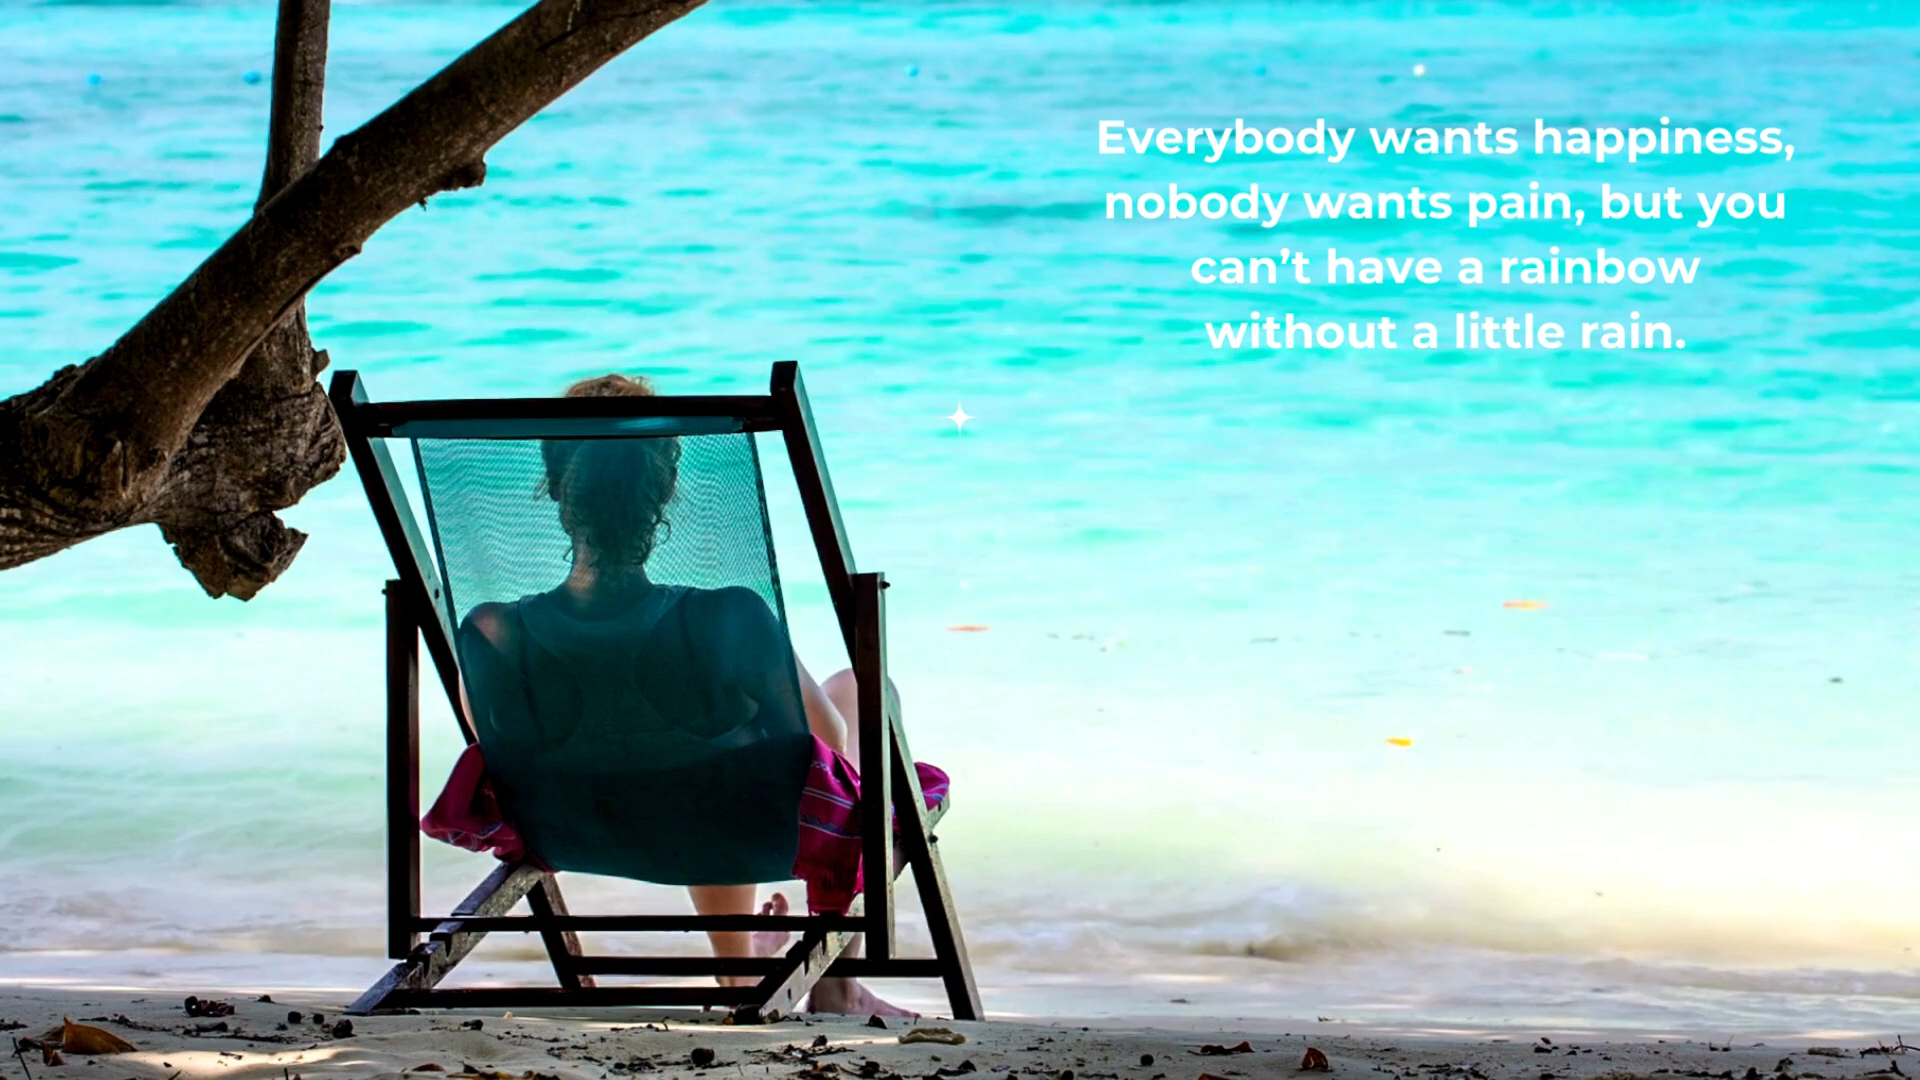 Everybody wants happiness,
nobody wants pain, but you
can’t have a rainbow
without a little rain.